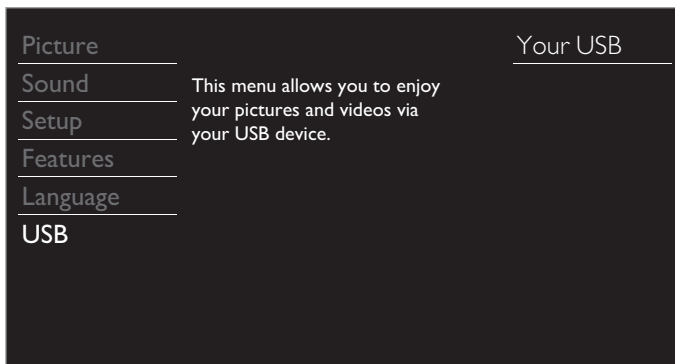 Picture
Sound
Setup
Features
Language
USB
This menu allows you to enjoy
your pictures and videos via
your USB device.
Your USB